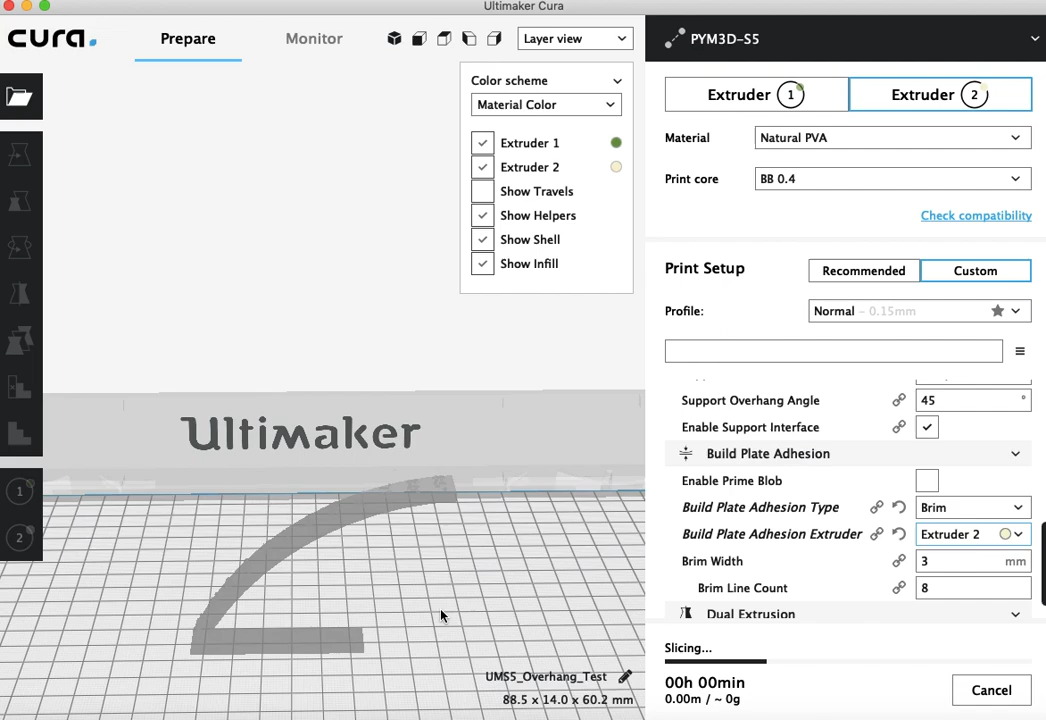 Ultimaker Cura
cura.
Prepare
Monitor
Layer view
PYM3D-S5
Color scheme
Material Color
Extruder 1
Extruder 2
Show Travels
Show Helpers
Show Shell
Show Infill
Extruder 1
Extruder 2
Material
Natural PVA
Print core
BB 0.4
Check compatibility
Print Setup
Recommended
Custom
Profile:
Normal – 0.15mm
Support Overhang Angle
45 °
Enable Support Interface
Build Plate Adhesion
Enable Prime Blob
Build Plate Adhesion Type
Brim
Build Plate Adhesion Extruder
Extruder 2
Brim Width
3 mm
Brim Line Count
8
Dual Extrusion
Ultimaker
1
2
UMS5_Overhang_Test
88.5 x 14.0 x 60.2 mm
Slicing...
00h 00min
0.00m / ~ 0g
Cancel